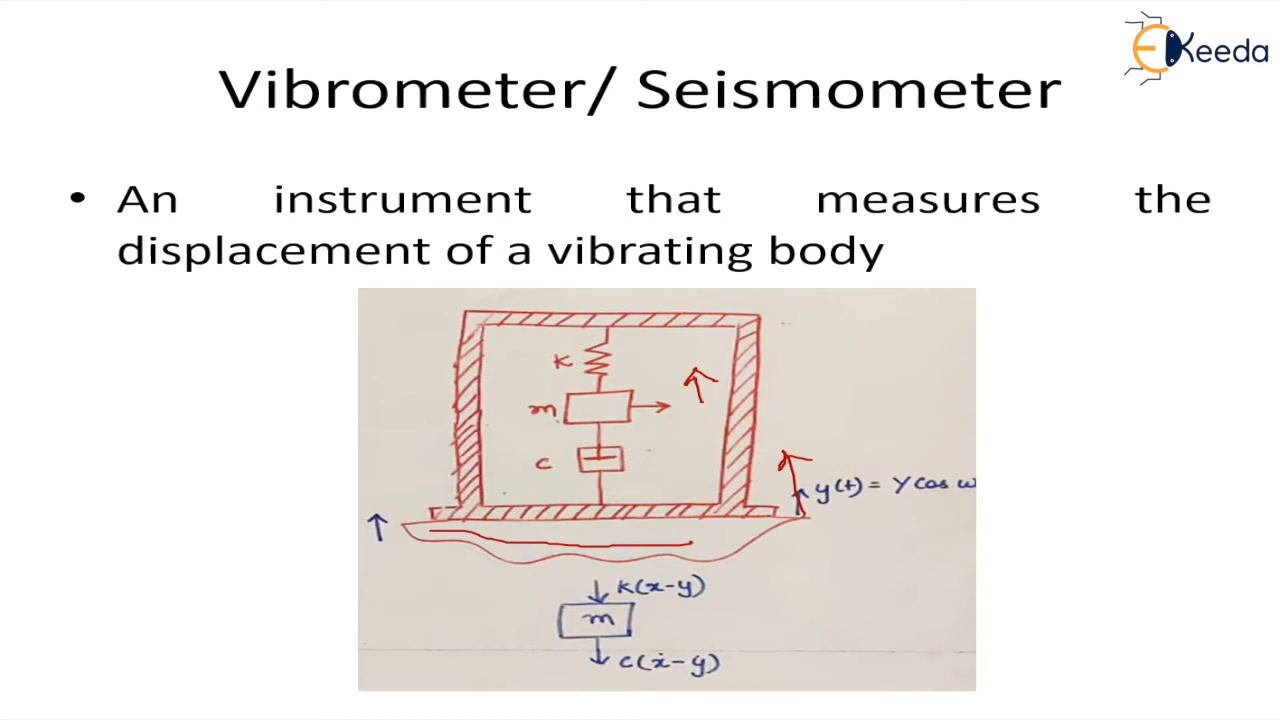 EKeeda
Vibrometer/ Seismometer
• An instrument that measures the
displacement of a vibrating body
K
m
c
y(t) = Y cos ω
K(x-y)
m
c(ẋ-y)